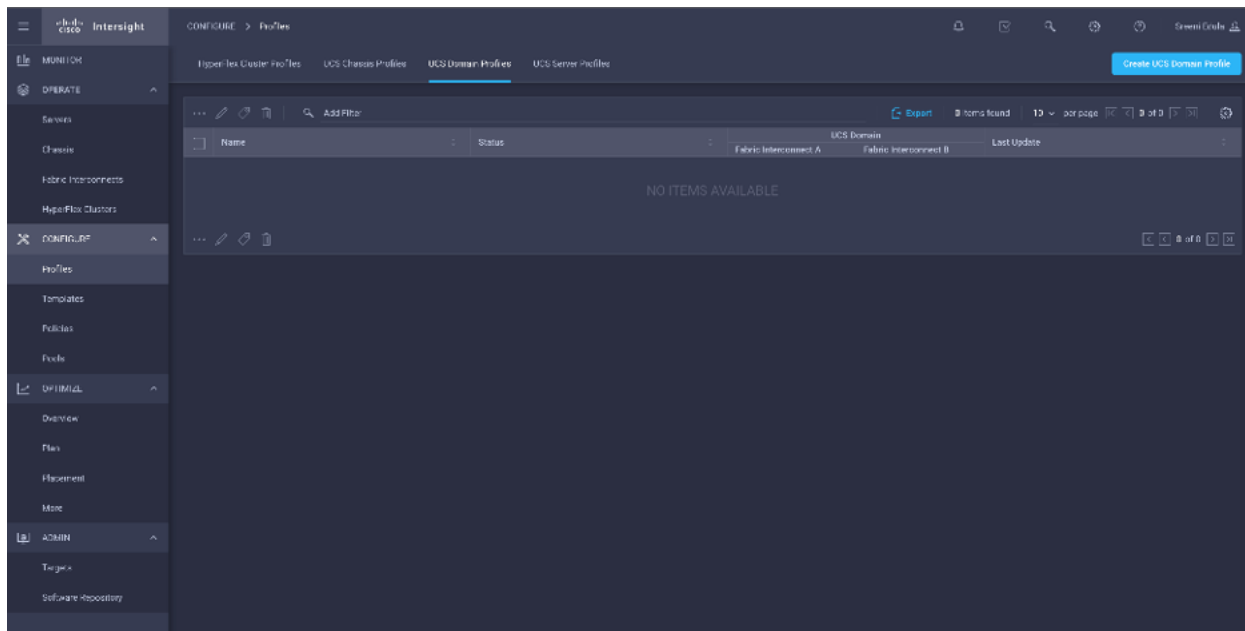 cisco Intersight
CONFIGURE > Profiles
Sreeni Edula
MONITOR
OPERATE
Servers
Chassis
Fabric Interconnects
HyperFlex Clusters
CONFIGURE
Profiles
Templates
Policies
Pools
OPTIMIZE
Overview
Plan
Placement
More
ADMIN
Targets
Software Repository
HyperFlex Cluster Profiles UCS Chassis Profiles UCS Domain Profiles UCS Server Profiles
Create UCS Domain Profile
... Add Filter Export 0 items found 10 per page 0 of 0
Name Status UCS Domain Last Update
Fabric Interconnect A Fabric Interconnect B
NO ITEMS AVAILABLE
... 0 of 0